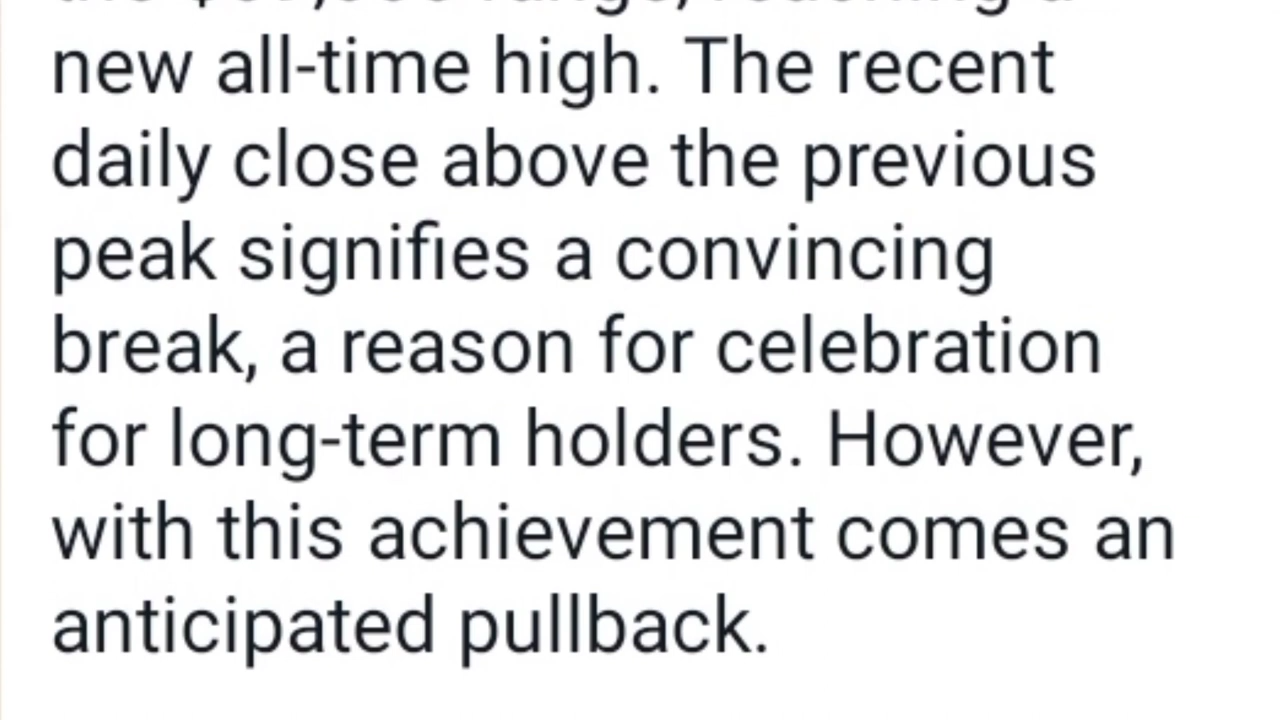 new all-time high. The recent
daily close above the previous
peak signifies a convincing
break, a reason for celebration
for long-term holders. However,
with this achievement comes an
anticipated pullback.